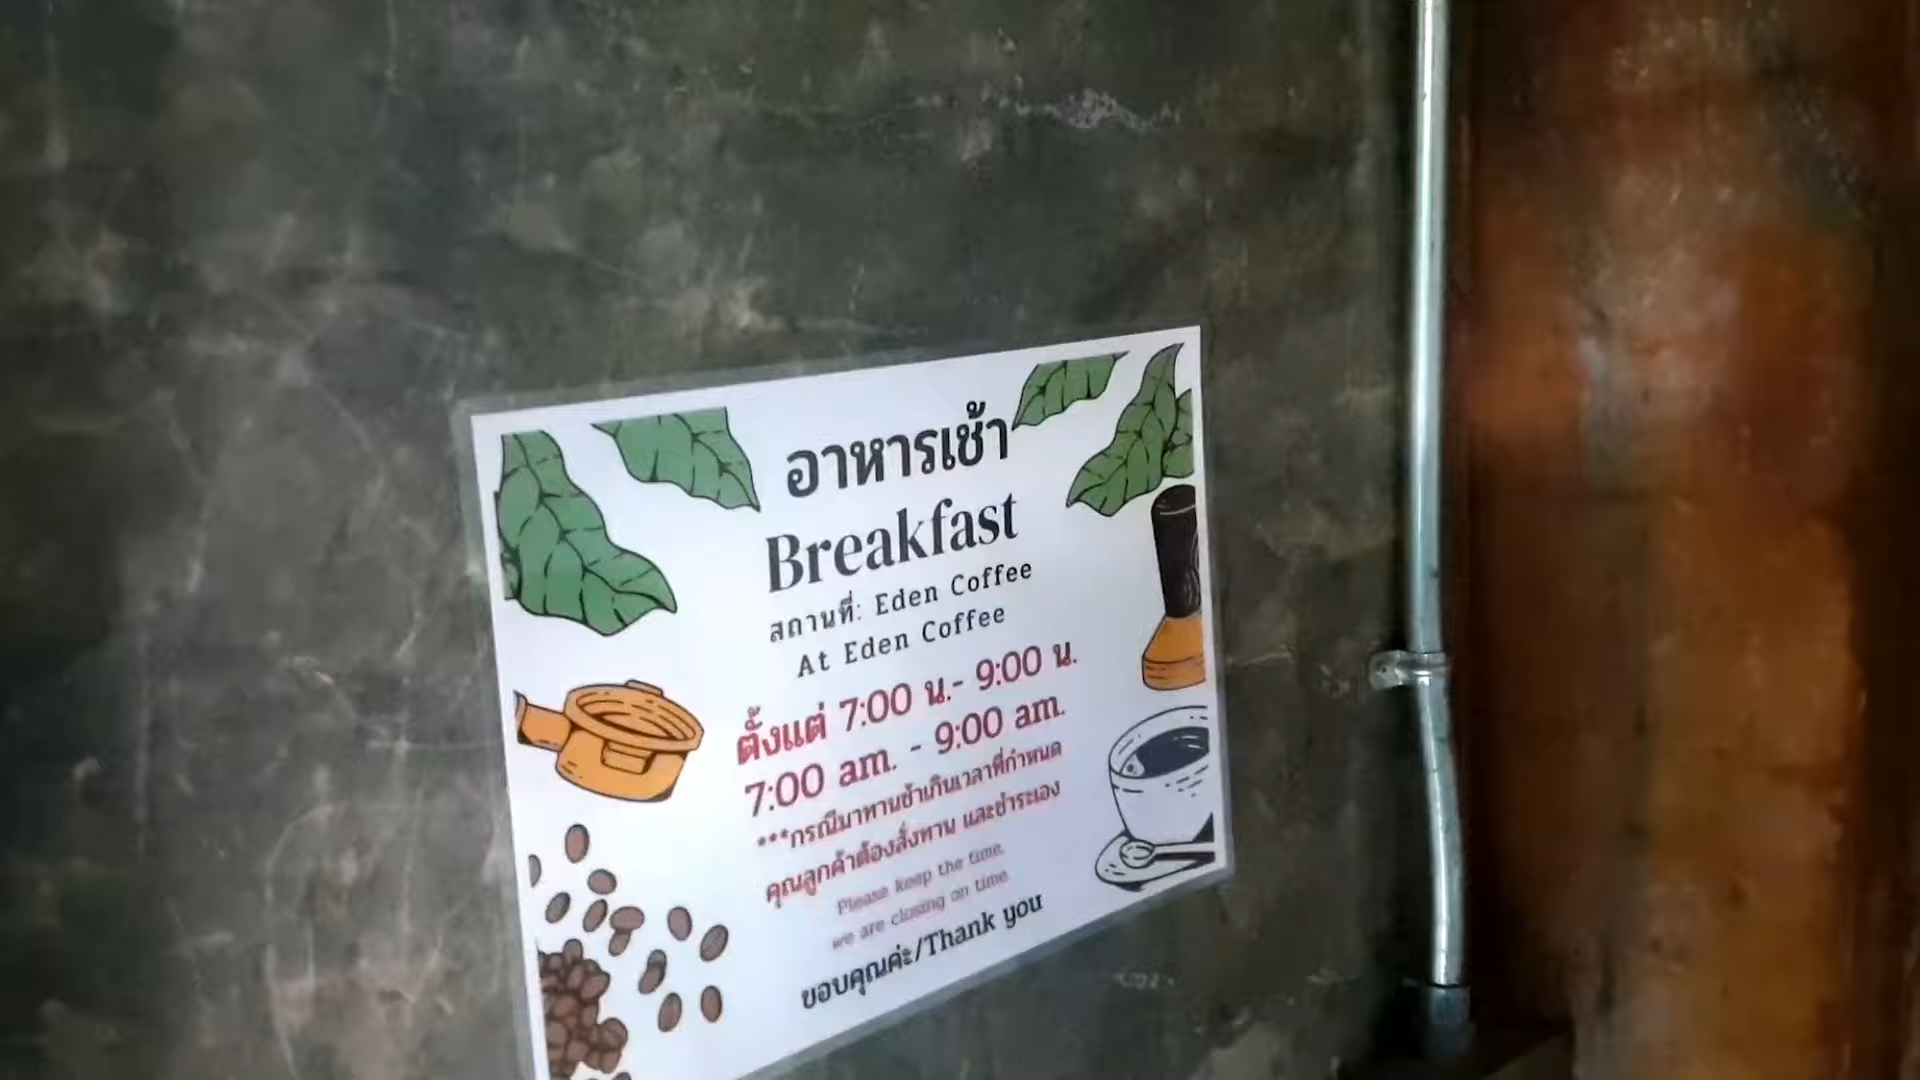 อาหารเช้า
Breakfast
สถานที่: Eden Coffee
At Eden Coffee
ตั้งแต่ 7:00 น.- 9:00 น.
7:00 am. - 9:00 am.
***กรณีมาทานช้าเกินเวลาที่กำหนด
คุณลูกค้าต้องสั่งทาน และชำระเอง
Please keep the time.
we are closing on time.
ขอบคุณค่ะ/Thank you